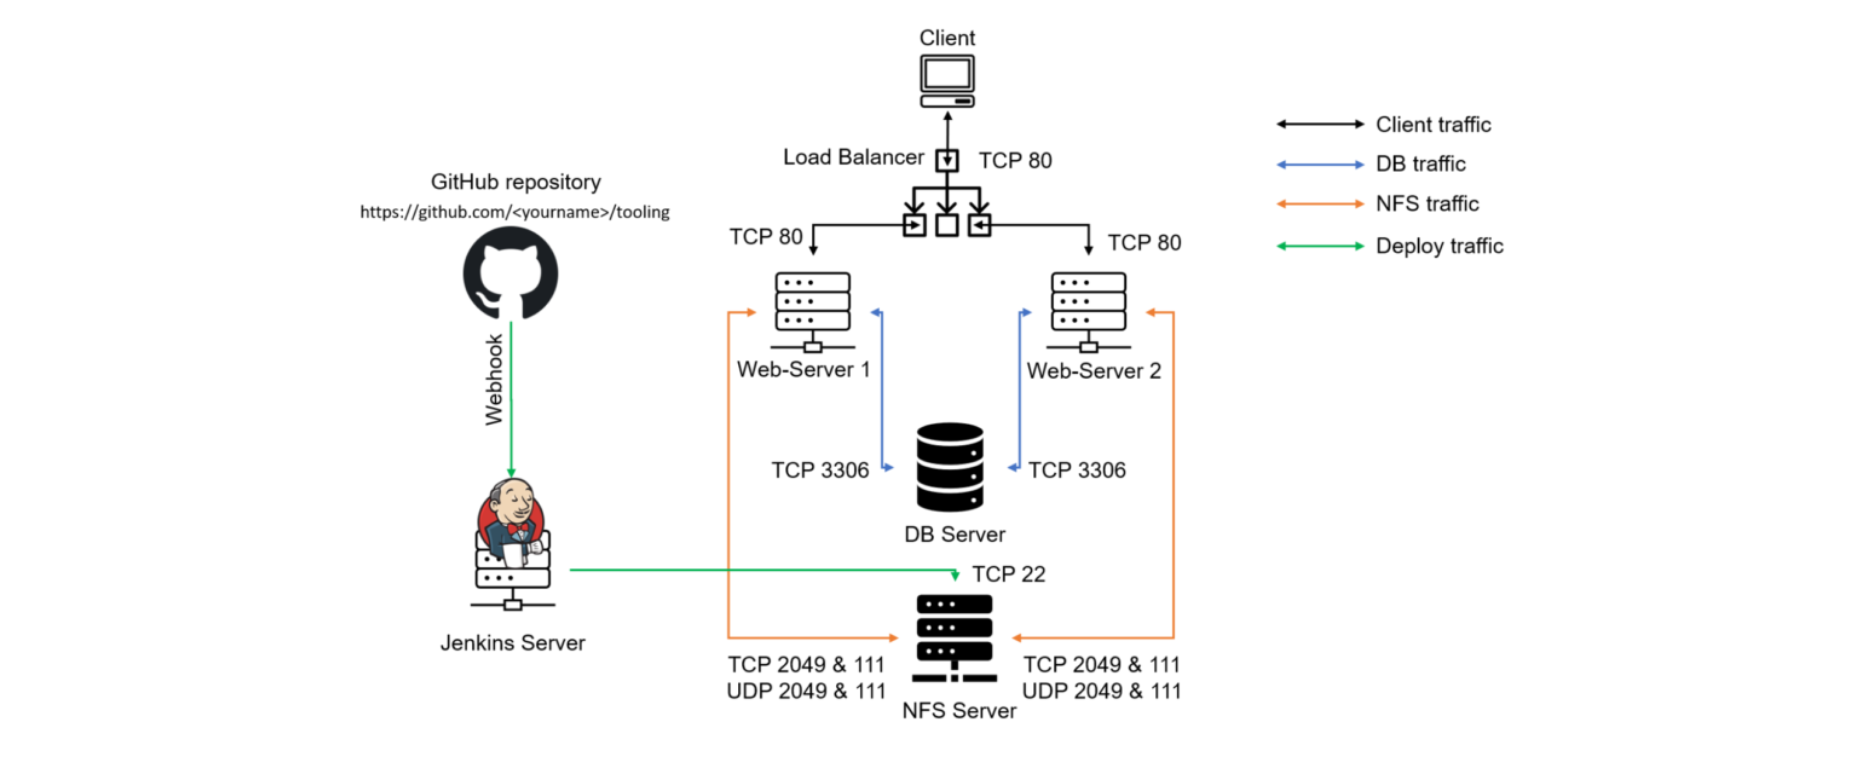 Client
Load Balancer
TCP 80
GitHub repository
https://github.com/<yourname>/tooling
TCP 80
TCP 80
Webhook
Web-Server 1
Web-Server 2
TCP 3306
TCP 3306
DB Server
TCP 22
Jenkins Server
TCP 2049 & 111
UDP 2049 & 111
TCP 2049 & 111
UDP 2049 & 111
NFS Server
Client traffic
DB traffic
NFS traffic
Deploy traffic